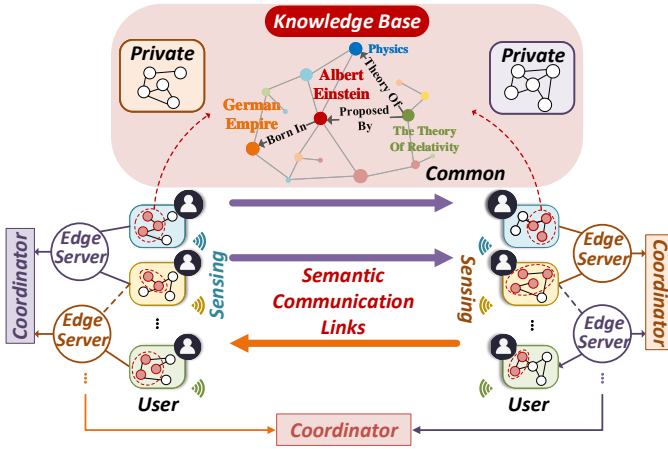 Knowledge Base
Private
Private
Physics
Albert
Einstein
Theory Of
German
Empire
Proposed
By
Born In
The Theory
Of Relativity
Common
Edge
Server
Coordinator
Sensing
Edge
Server
...
User
...
Semantic
Communication
Links
Sensing
Edge
Server
Coordinator
Edge
Server
...
User
...
Coordinator